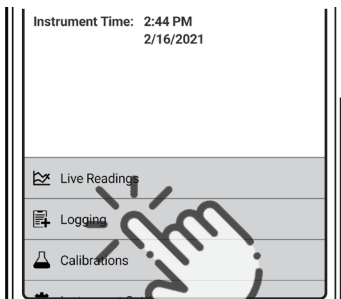 Instrument Time: 2:44 PM
2/16/2021
Live Readings
Logging
Calibrations